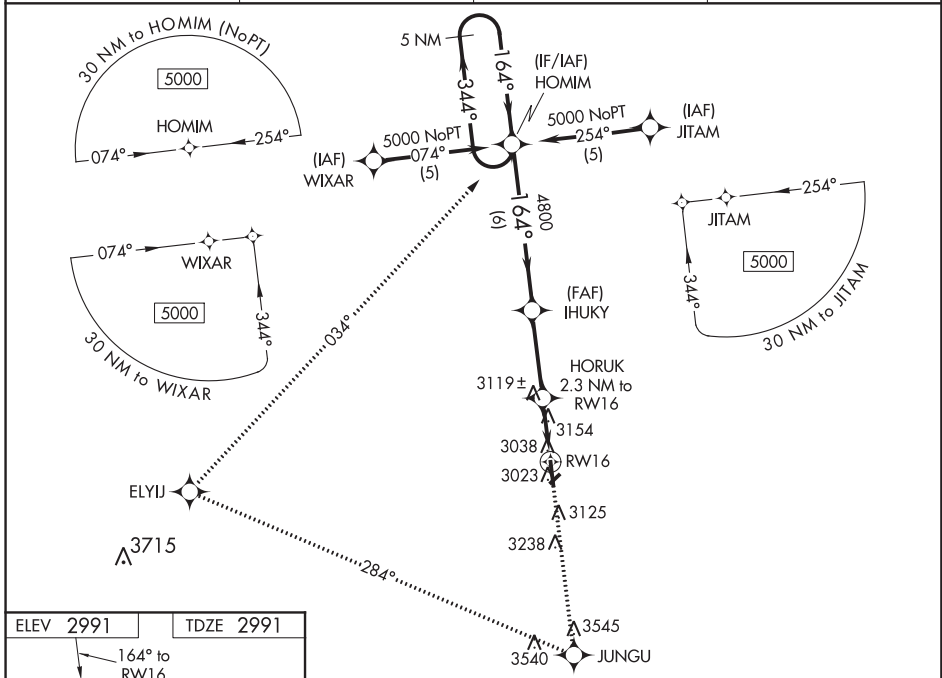 30 NM to HOMIM (NoPT)
5000
HOMIM
074°
254°
5 NM
344°
164°
(IF/IAF)
HOMIM
5000 NoPT
074°
(5)
(IAF)
WIXAR
5000 NoPT
254°
(5)
(IAF)
JITAM
4800
164°
(6)
074°
WIXAR
5000
344°
30 NM to WIXAR
254°
JITAM
5000
344°
30 NM to JITAM
034°
(FAF)
IHUKY
HORUK
2.3 NM to
RW16
3119±
3154
3038
RW16
3023
3125
3238
ELYIJ
3715
284°
3545
3540
JUNGU
ELEV 2991
TDZE 2991
164° to
RW16